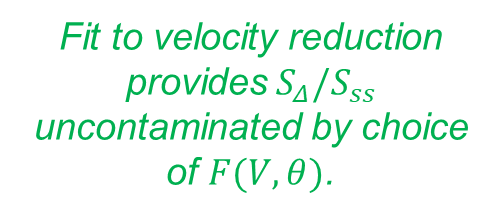 Fit to velocity reduction
provides S_Δ/S_ss
uncontaminated by choice
of F(V, θ).